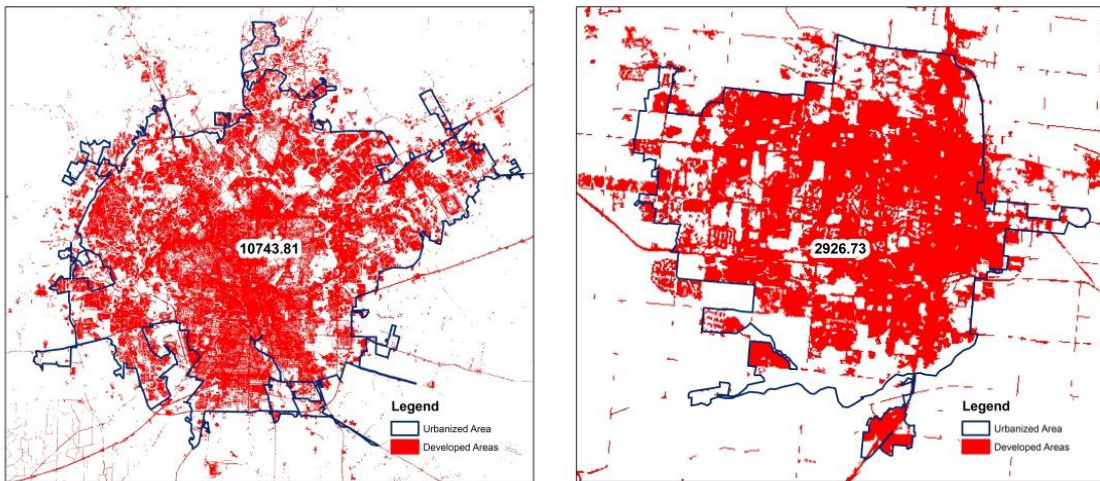 10743.81
Legend
Urbanized Area
Developed Areas
2926.73
Legend
Urbanized Area
Developed Areas